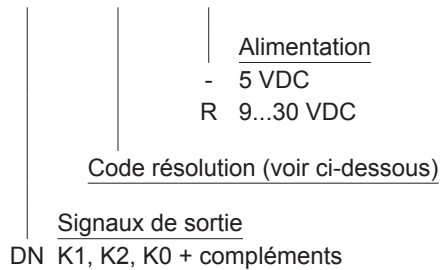 Alimentation
- 5 VDC
R 9...30 VDC
Code résolution (voir ci-dessous)
Signaux de sortie
DN K1, K2, K0 + compléments